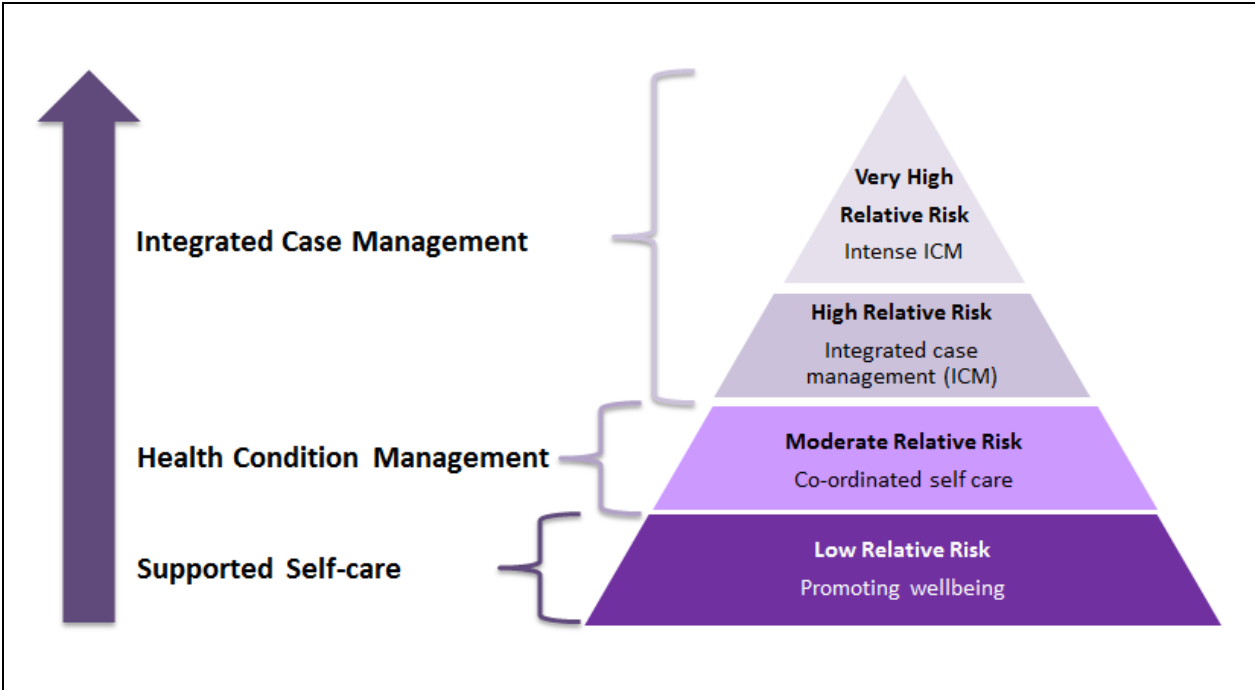 Very High
Relative Risk
Intense ICM
Integrated Case Management
High Relative Risk
Integrated case
management (ICM)
Moderate Relative Risk
Health Condition Management
Co-ordinated self care
Low Relative Risk
Supported Self-care
Promoting wellbeing